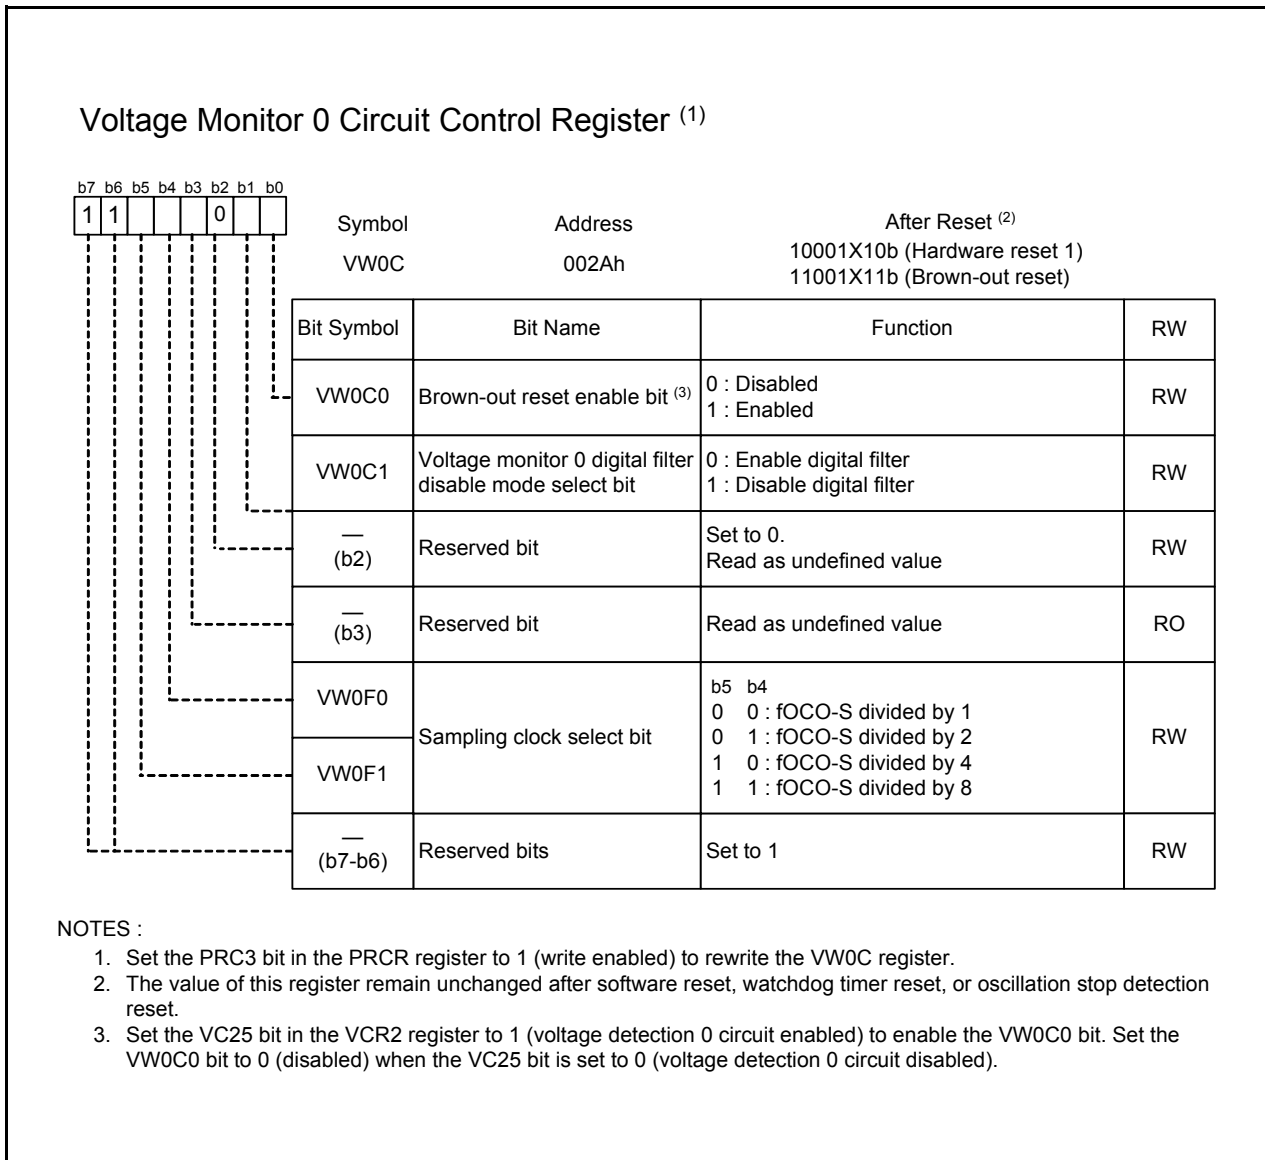 Voltage Monitor 0 Circuit Control Register (1)
b7 b6 b5 b4 b3 b2 b1 b0
1 1 0
Symbol Address After Reset (2)
VW0C 002Ah 10001X10b (Hardware reset 1)
11001X11b (Brown-out reset)
Bit Symbol Bit Name Function RW
VW0C0 Brown-out reset enable bit (3) 0 : Disabled RW
1 : Enabled
VW0C1 Voltage monitor 0 digital filter 0 : Enable digital filter RW
disable mode select bit 1 : Disable digital filter
— Reserved bit Set to 0. RW
(b2) Read as undefined value
— Reserved bit Read as undefined value RO
(b3)
VW0F0 Sampling clock select bit b5 b4 RW
0 0 : fOCO-S divided by 1
0 1 : fOCO-S divided by 2
VW0F1 1 0 : fOCO-S divided by 4
1 1 : fOCO-S divided by 8
— Reserved bits Set to 1 RW
(b7-b6)
NOTES :
1. Set the PRC3 bit in the PRCR register to 1 (write enabled) to rewrite the VW0C register.
2. The value of this register remain unchanged after software reset, watchdog timer reset, or oscillation stop detection
reset.
3. Set the VC25 bit in the VCR2 register to 1 (voltage detection 0 circuit enabled) to enable the VW0C0 bit. Set the
VW0C0 bit to 0 (disabled) when the VC25 bit is set to 0 (voltage detection 0 circuit disabled).